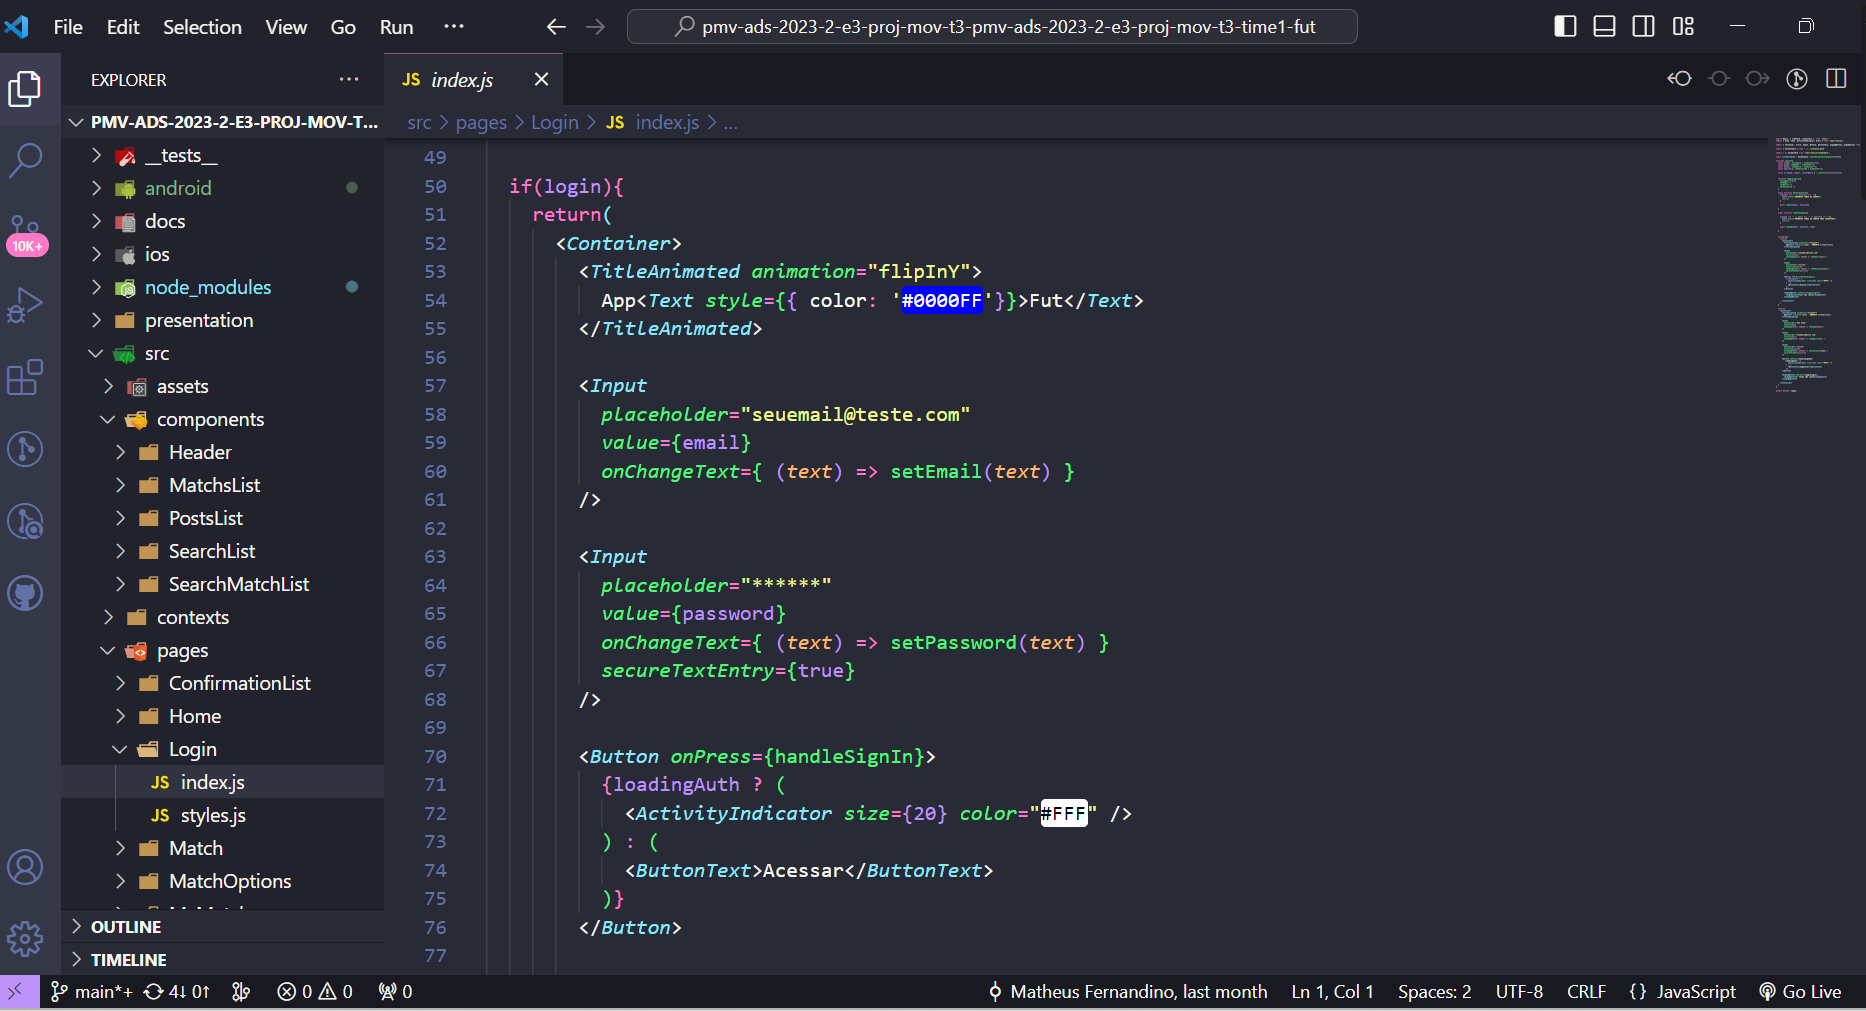 File Edit Selection View Go Run ···
pmv-ads-2023-2-e3-proj-mov-t3-pmv-ads-2023-2-e3-proj-mov-t3-time1-fut
EXPLORER ···
PMV-ADS-2023-2-E3-PROJ-MOV-T...
__tests__
android
docs
ios
node_modules
presentation
src
assets
components
Header
MatchsList
PostsList
SearchList
SearchMatchList
contexts
pages
ConfirmationList
Home
Login
JS index.js
JS styles.js
Match
MatchOptions
OUTLINE
TIMELINE
10K+
JS index.js
src > pages > Login > JS index.js > ...
49
50 if(login){
51 return(
52 <Container>
53 <TitleAnimated animation="flipInY">
54 App<Text style={{ color: '#0000FF'}}>Fut</Text>
55 </TitleAnimated>
56
57 <Input
58 placeholder="seuemail@teste.com"
59 value={email}
60 onChangeText={ (text) => setEmail(text) }
61 />
62
63 <Input
64 placeholder="******"
65 value={password}
66 onChangeText={ (text) => setPassword(text) }
67 secureTextEntry={true}
68 />
69
70 <Button onPress={handleSignIn}>
71 {loadingAuth ? (
72 <ActivityIndicator size={20} color="#FFF" />
73 ) : (
74 <ButtonText>Acessar</ButtonText>
75 )}
76 </Button>
77
main*+ 4↓ 0↑ 0 0 0 Matheus Fernandino, last month Ln 1, Col 1 Spaces: 2 UTF-8 CRLF {} JavaScript Go Live